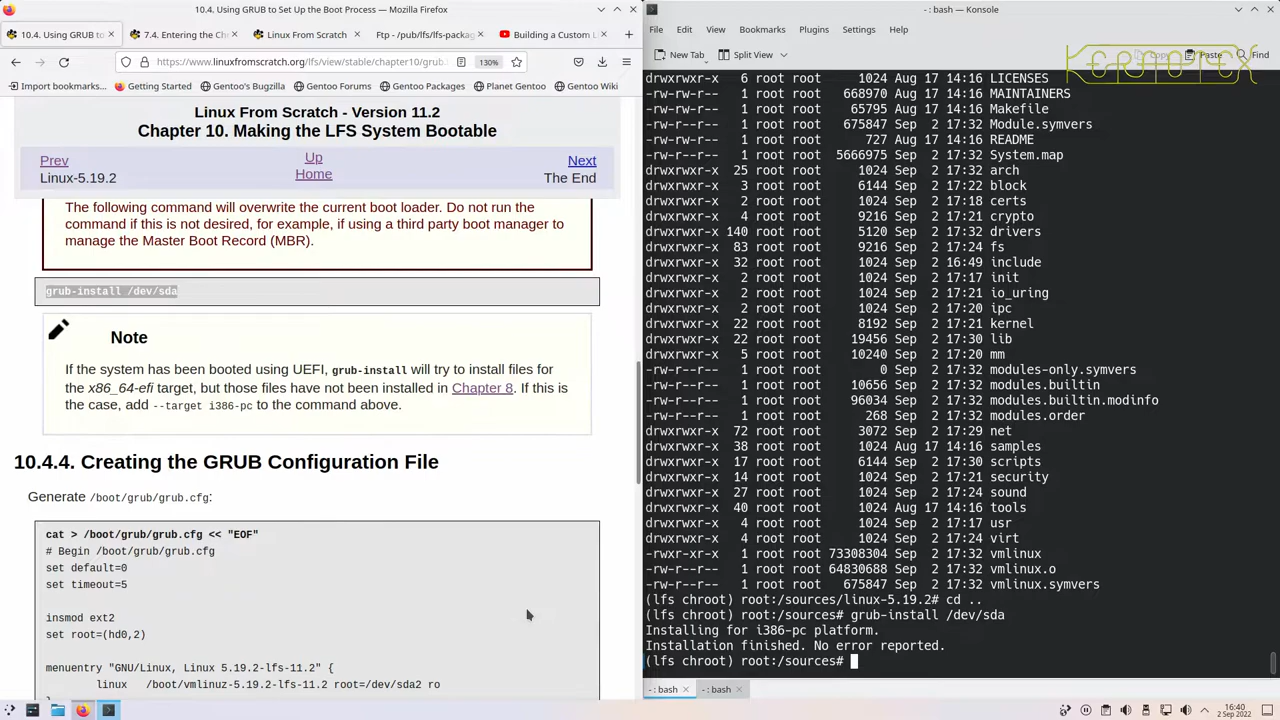 10.4. Using GRUB to Set Up the Boot Process — Mozilla Firefox
10.4. Using GRUB to
7.4. Entering the Ch
Linux From Scratch
Ftp - /pub/lfs/lfs-packag
Building a Custom L
https://www.linuxfromscratch.org/lfs/view/stable/chapter10/grub.
Import bookmarks...
Getting Started
Gentoo's Bugzilla
Gentoo Forums
Gentoo Packages
Planet Gentoo
Gentoo Wiki
Linux From Scratch - Version 11.2
Chapter 10. Making the LFS System Bootable
Prev
Up
Next
Linux-5.19.2
Home
The End
The following command will overwrite the current boot loader. Do not run the
command if this is not desired, for example, if using a third party boot manager to
manage the Master Boot Record (MBR).
grub-install /dev/sda
Note
If the system has been booted using UEFI, grub-install will try to install files for
the x86_64-efi target, but those files have not been installed in Chapter 8. If this is
the case, add --target i386-pc to the command above.
10.4.4. Creating the GRUB Configuration File
Generate /boot/grub/grub.cfg:
cat > /boot/grub/grub.cfg << "EOF"
# Begin /boot/grub/grub.cfg
set default=0
set timeout=5
insmod ext2
set root=(hd0,2)
menuentry "GNU/Linux, Linux 5.19.2-lfs-11.2" {
linux /boot/vmlinuz-5.19.2-lfs-11.2 root=/dev/sda2 ro
- : bash — Konsole
File Edit View Bookmarks Plugins Settings Help
New Tab Split View Copy Paste Find
KERNOTEX
drwxrwxr-x 6 root root 1024 Aug 17 14:16 LICENSES
-rw-rw-r-- 1 root root 668970 Aug 17 14:16 MAINTAINERS
-rw-rw-r-- 1 root root 65795 Aug 17 14:16 Makefile
-rw-r--r-- 1 root root 675847 Sep 2 17:32 Module.symvers
-rw-rw-r-- 1 root root 727 Aug 17 14:16 README
-rw-r--r-- 1 root root 5666975 Sep 2 17:32 System.map
drwxrwxr-x 25 root root 1024 Aug 17 14:16 arch
drwxrwxr-x 3 root root 6144 Sep 2 17:22 block
drwxrwxr-x 2 root root 1024 Sep 2 17:18 certs
drwxrwxr-x 4 root root 9216 Sep 2 17:21 crypto
drwxrwxr-x 140 root root 5120 Sep 2 17:32 drivers
drwxrwxr-x 83 root root 9216 Sep 2 17:24 fs
drwxrwxr-x 32 root root 1024 Sep 2 16:49 include
drwxrwxr-x 2 root root 1024 Sep 2 17:17 init
drwxrwxr-x 2 root root 1024 Sep 2 17:21 io_uring
drwxrwxr-x 2 root root 1024 Sep 2 17:20 ipc
drwxrwxr-x 22 root root 8192 Sep 2 17:21 kernel
drwxrwxr-x 22 root root 19456 Sep 2 17:30 lib
drwxrwxr-x 5 root root 10240 Sep 2 17:20 mm
-rw-r--r-- 1 root root 0 Sep 2 17:32 modules-only.symvers
-rw-r--r-- 1 root root 10656 Sep 2 17:32 modules.builtin
-rw-r--r-- 1 root root 96034 Sep 2 17:32 modules.builtin.modinfo
-rw-r--r-- 1 root root 268 Sep 2 17:32 modules.order
drwxrwxr-x 72 root root 3072 Sep 2 17:29 net
drwxrwxr-x 38 root root 1024 Aug 17 14:16 samples
drwxrwxr-x 17 root root 6144 Sep 2 17:30 scripts
drwxrwxr-x 14 root root 1024 Sep 2 17:21 security
drwxrwxr-x 27 root root 1024 Sep 2 17:24 sound
drwxrwxr-x 40 root root 1024 Aug 17 14:16 tools
drwxrwxr-x 4 root root 1024 Sep 2 17:17 usr
drwxrwxr-x 4 root root 1024 Sep 2 17:24 virt
-rwxr-xr-x 1 root root 73308304 Sep 2 17:32 vmlinux
-rw-r--r-- 1 root root 64830688 Sep 2 17:32 vmlinux.o
-rw-r--r-- 1 root root 675847 Sep 2 17:32 vmlinux.symvers
(lfs chroot) root:/sources/linux-5.19.2# cd ..
(lfs chroot) root:/sources# grub-install /dev/sda
Installing for i386-pc platform.
Installation finished. No error reported.
(lfs chroot) root:/sources#
- : bash
- : bash
16:40
2 Sep 2022